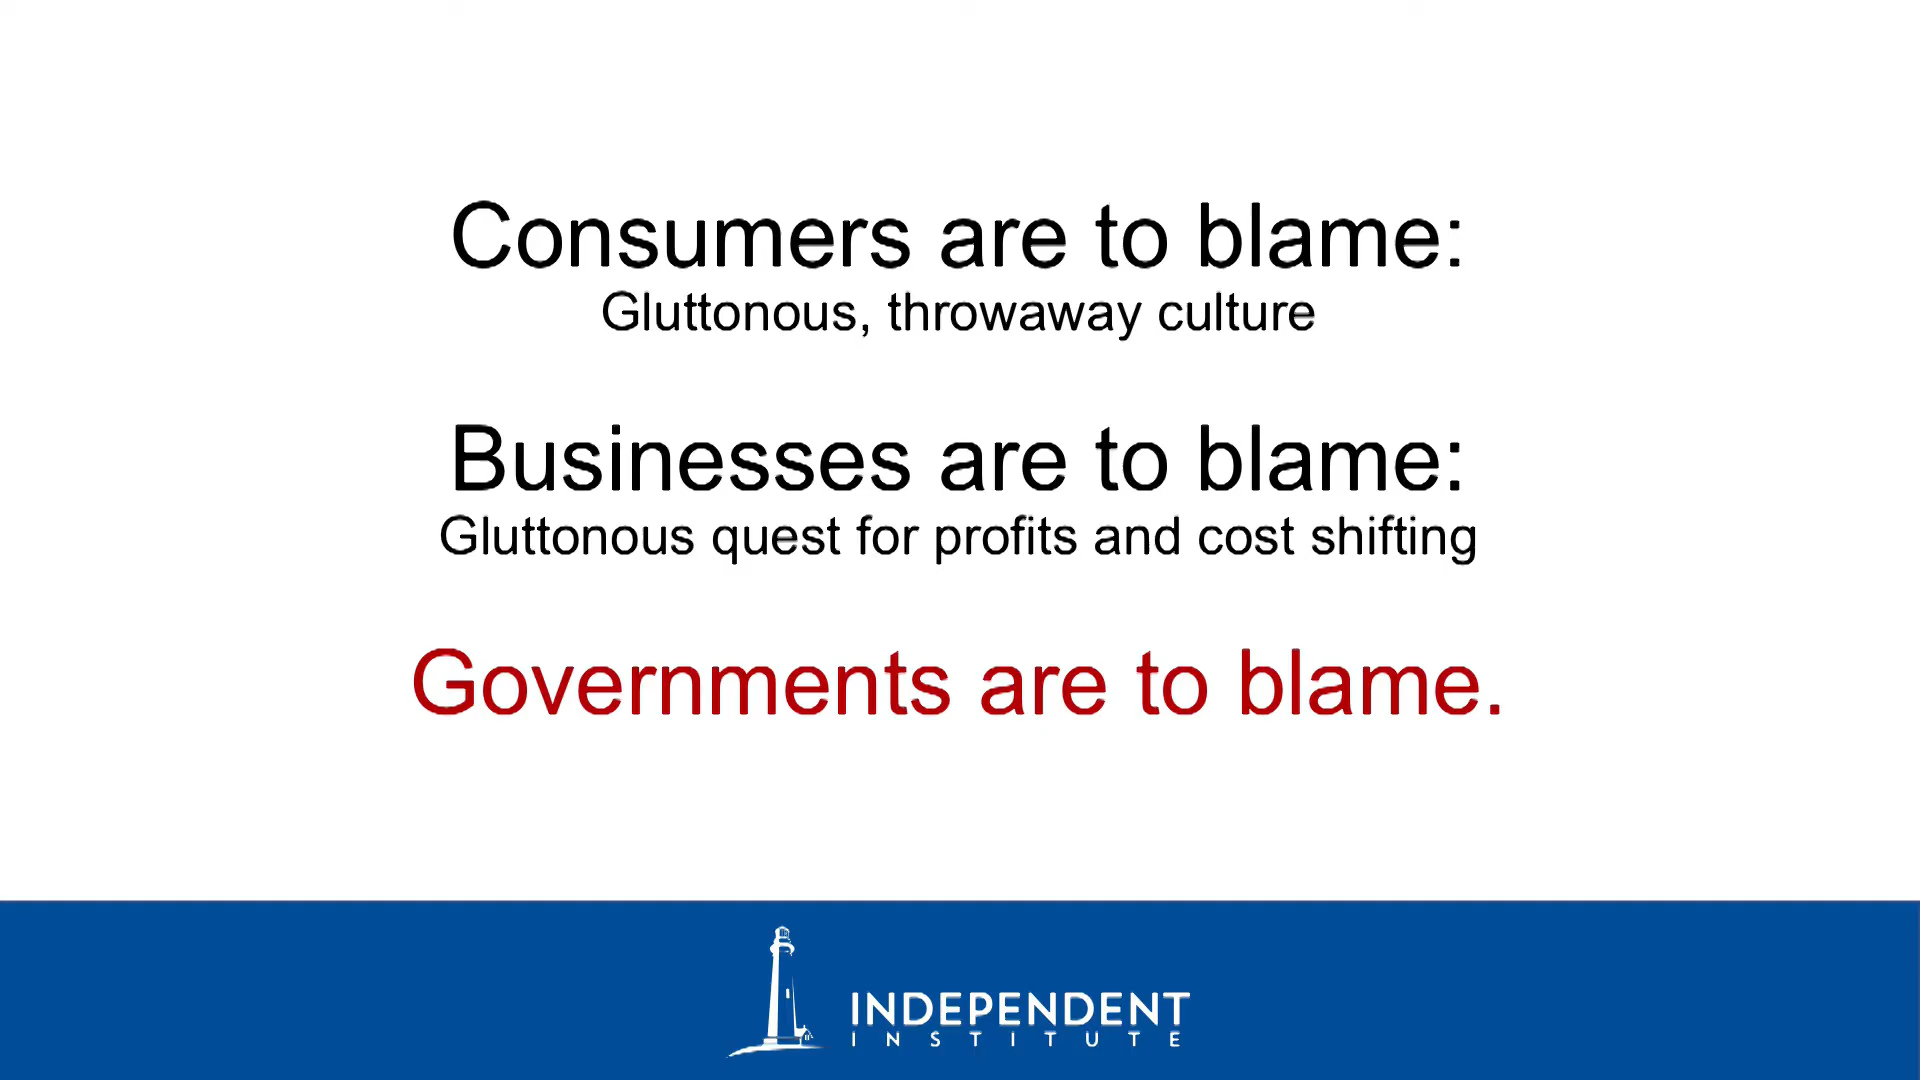 Consumers are to blame:
Gluttonous, throwaway culture
Businesses are to blame:
Gluttonous quest for profits and cost shifting
Governments are to blame.
INDEPENDENT
INSTITUTE